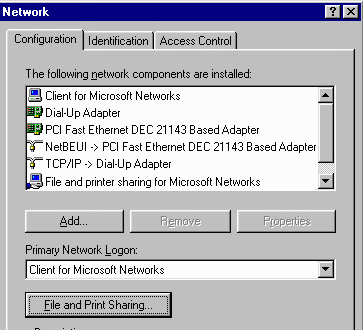 Network
Configuration
Identification
Access Control
The following network components are installed:
Client for Microsoft Networks
Dial-Up Adapter
PCI Fast Ethernet DEC 21143 Based Adapter
NetBEUI -> PCI Fast Ethernet DEC 21143 Based Adapter
TCP/IP -> Dial-Up Adapter
File and printer sharing for Microsoft Networks
Add...
Remove
Properties
Primary Network Logon:
Client for Microsoft Networks
File and Print Sharing...